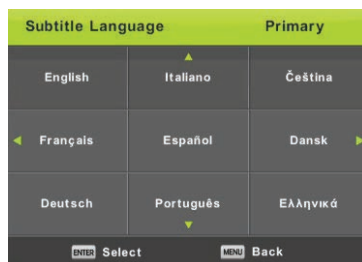 Subtitle Language Primary
English Italiano Čeština
Français Español Dansk
Deutsch Português Ελληνικά
ENTER Select MENU Back